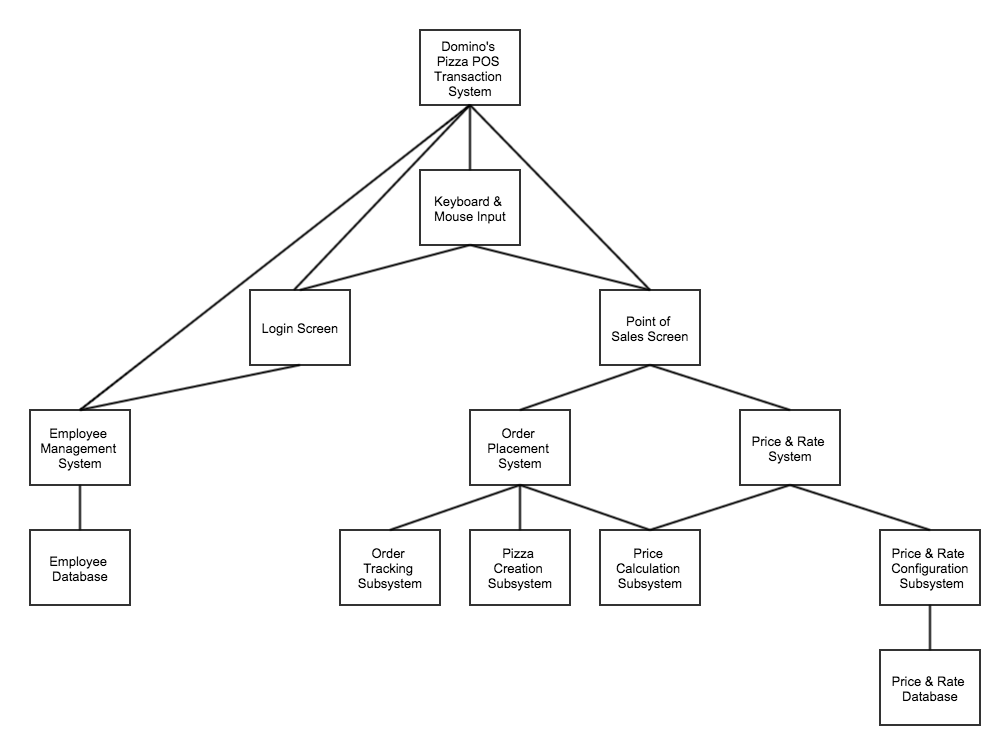 Domino's
Pizza POS
Transaction
System
Keyboard &
Mouse Input
Login Screen
Point of
Sales Screen
Employee
Management
System
Order
Placement
System
Price & Rate
System
Employee
Database
Order
Tracking
Subsystem
Pizza
Creation
Subsystem
Price
Calculation
Subsystem
Price & Rate
Configuration
Subsystem
Price & Rate
Database